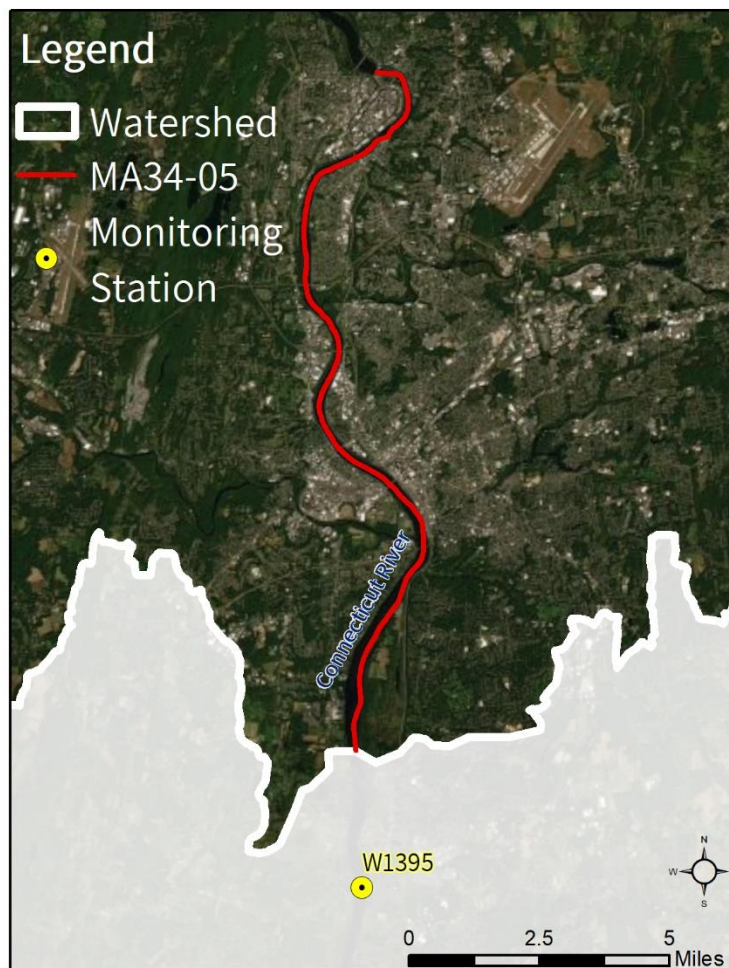 Legend
Watershed
MA34-05
Monitoring
Station
Connecticut River
W1395
N
W E
S
0 2.5 5
Miles